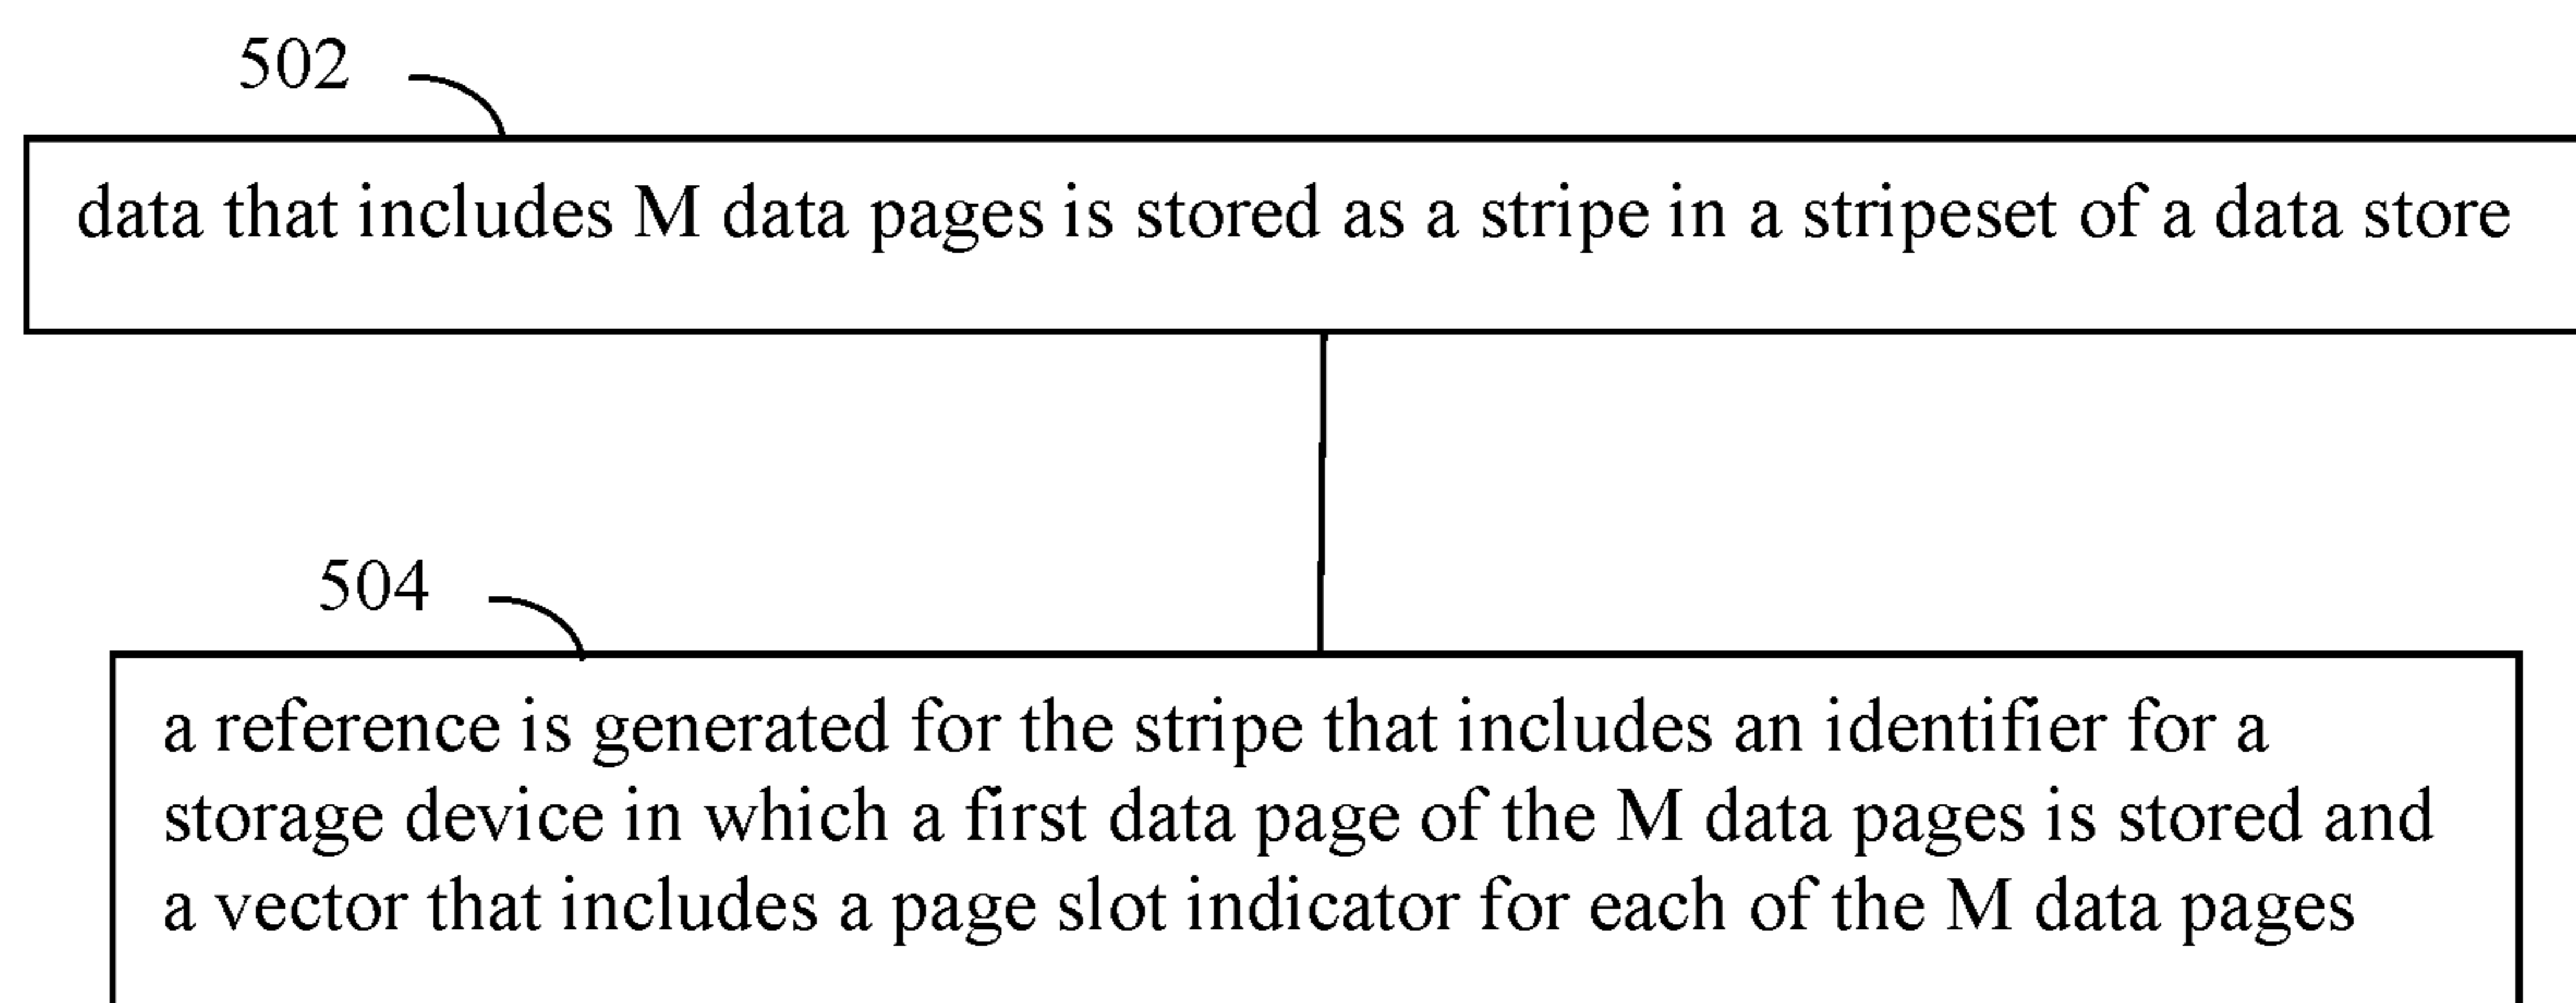 502
data that includes M data pages is stored as a stripe in a stripeset of a data store
504
a reference is generated for the stripe that includes an identifier for a
storage device in which a first data page of the M data pages is stored and
a vector that includes a page slot indicator for each of the M data pages